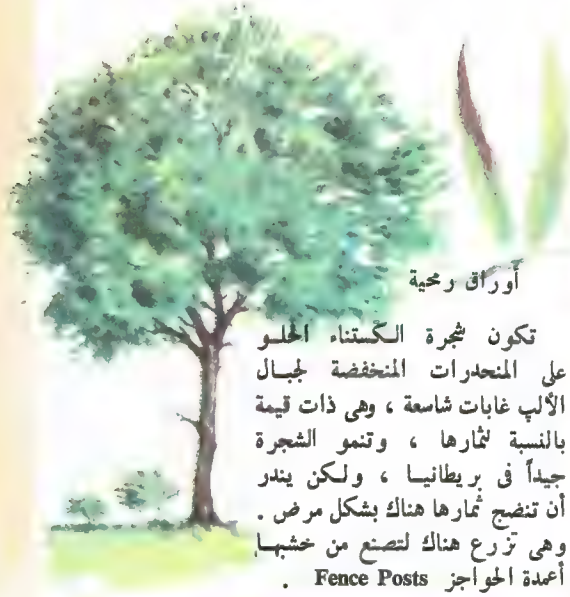 أوراق رمحية
تكون شجرة الكستناء الحلو
على المنحدرات المنخفضة لجبال
الألپ غابات شاسعة ، وهى ذات قيمة
بالنسبة لثمارها ، وتنمو الشجرة
جيداً فى بريطانيا ، ولكن يندر
أن تنضج ثمارها هناك بشكل مرض .
وهى تزرع هناك لتصنع من خشبها
أعمدة الحواجز Fence Posts .